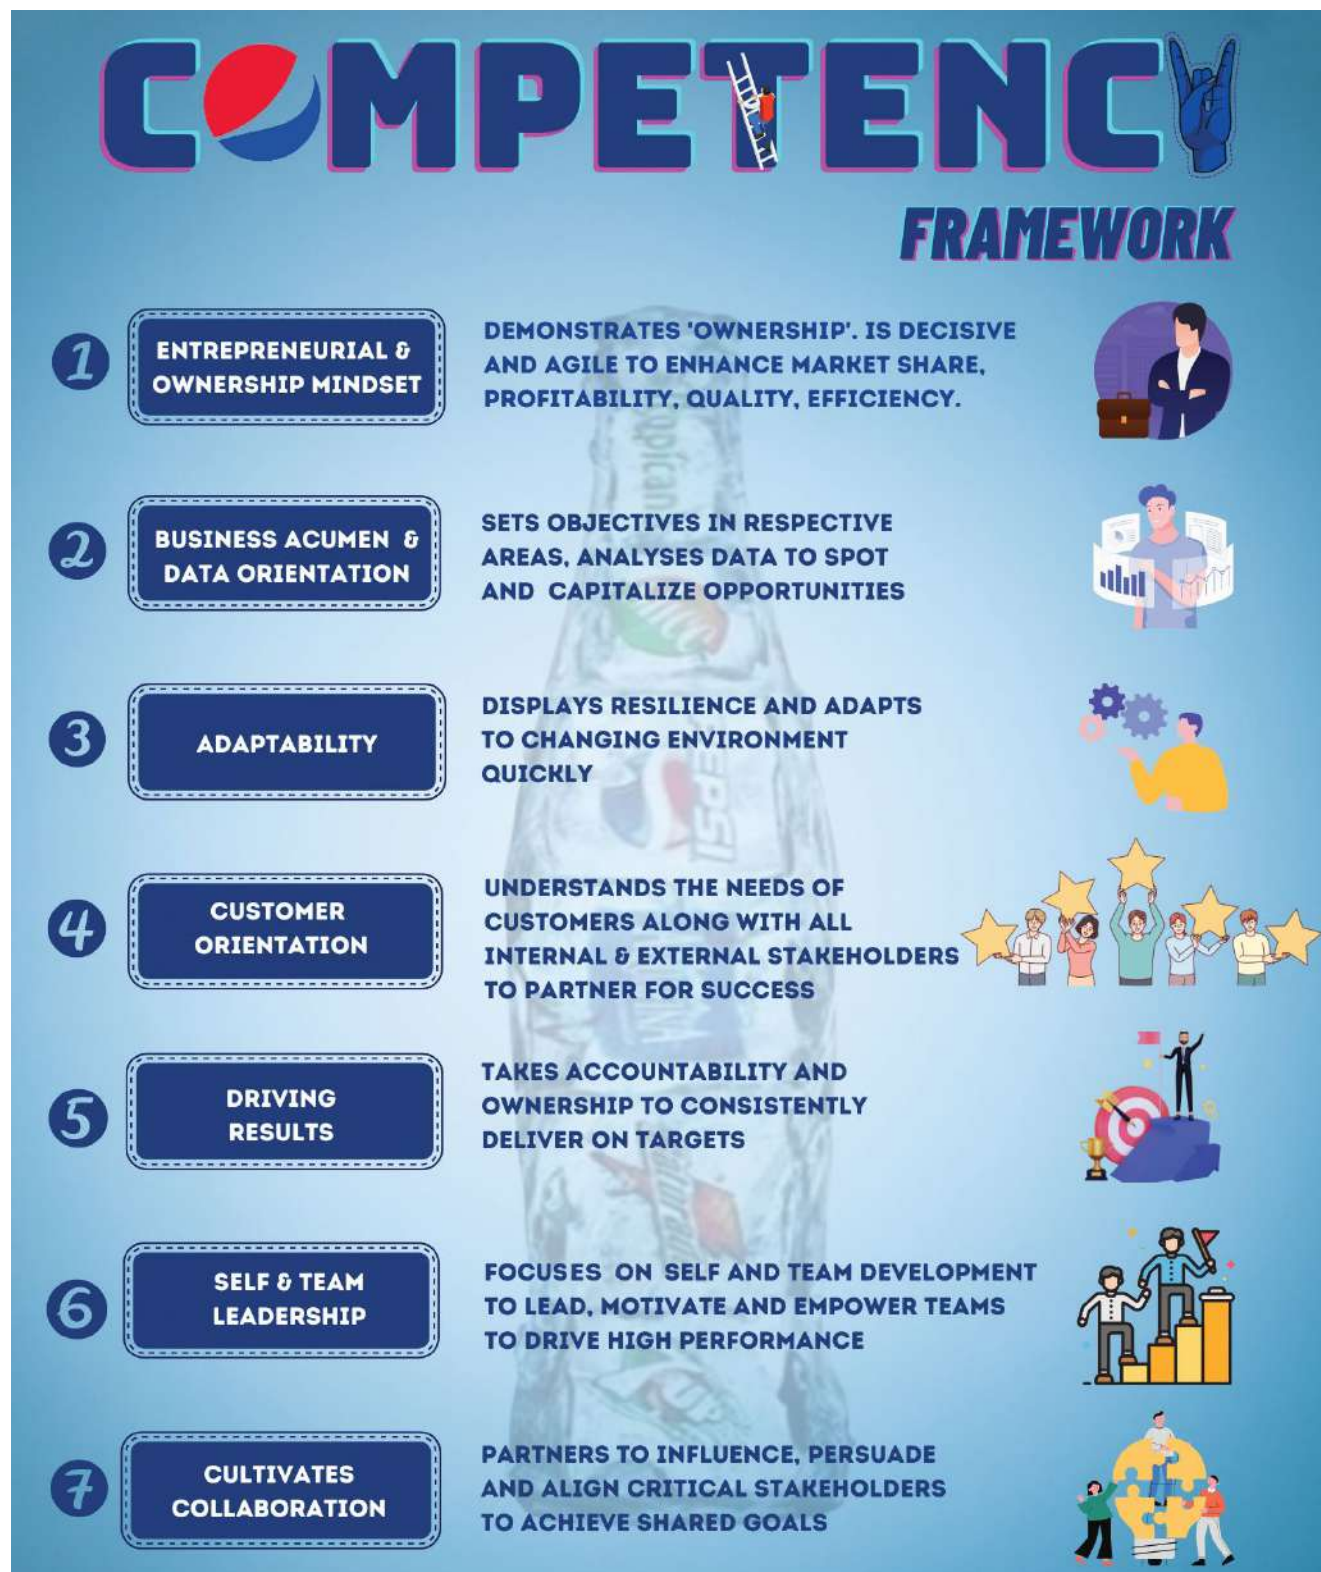 COMPETENCY
FRAMEWORK
1
ENTREPRENEURIAL &
OWNERSHIP MINDSET
DEMONSTRATES 'OWNERSHIP'. IS DECISIVE
AND AGILE TO ENHANCE MARKET SHARE,
PROFITABILITY, QUALITY, EFFICIENCY.
2
BUSINESS ACUMEN &
DATA ORIENTATION
SETS OBJECTIVES IN RESPECTIVE
AREAS, ANALYSES DATA TO SPOT
AND CAPITALIZE OPPORTUNITIES
3
ADAPTABILITY
DISPLAYS RESILIENCE AND ADAPTS
TO CHANGING ENVIRONMENT
QUICKLY
4
CUSTOMER
ORIENTATION
UNDERSTANDS THE NEEDS OF
CUSTOMERS ALONG WITH ALL
INTERNAL & EXTERNAL STAKEHOLDERS
TO PARTNER FOR SUCCESS
5
DRIVING
RESULTS
TAKES ACCOUNTABILITY AND
OWNERSHIP TO CONSISTENTLY
DELIVER ON TARGETS
6
SELF & TEAM
LEADERSHIP
FOCUSES ON SELF AND TEAM DEVELOPMENT
TO LEAD, MOTIVATE AND EMPOWER TEAMS
TO DRIVE HIGH PERFORMANCE
7
CULTIVATES
COLLABORATION
PARTNERS TO INFLUENCE, PERSUADE
AND ALIGN CRITICAL STAKEHOLDERS
TO ACHIEVE SHARED GOALS
PEPSI